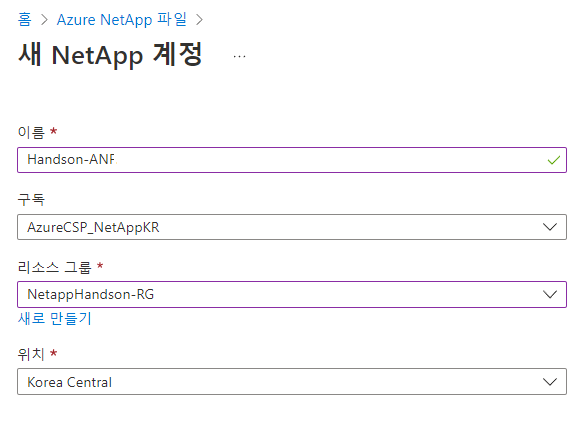 홈 > Azure NetApp 파일 >
새 NetApp 계정 ...
이름 *
Handson-ANF
구독
AzureCSP_NetAppKR
리소스 그룹 *
NetappHandson-RG
새로 만들기
위치 *
Korea Central